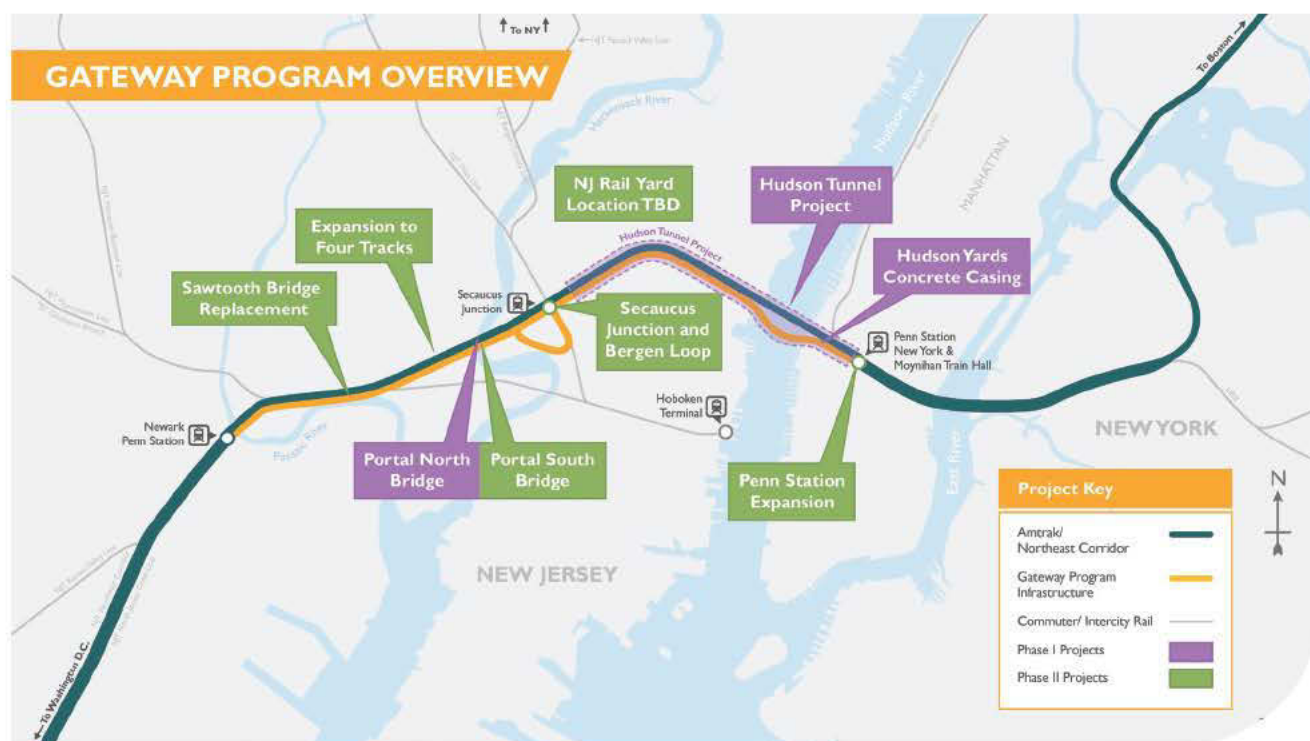 GATEWAY PROGRAM OVERVIEW
To NY
Hackensack River
Hudson River
MANHATTAN
To Boston
NJ Rail Yard
Location TBD
Hudson Tunnel
Project
Hudson Tunnel Project
Expansion to
Four Tracks
Hudson Yards
Concrete Casing
Sawtooth Bridge
Replacement
Secaucus
Junction
Secaucus
Junction and
Bergen Loop
Penn Station
New York &
Moynihan Train Hall
Newark
Penn Station
Passaic River
Hoboken
Terminal
Portal North
Bridge
Portal South
Bridge
Penn Station
Expansion
East River
NEW YORK
NEW JERSEY
To Washington D.C.
N
Project Key
Amtrak/
Northeast Corridor
Gateway Program
Infrastructure
Commuter/ Intercity Rail
Phase I Projects
Phase II Projects